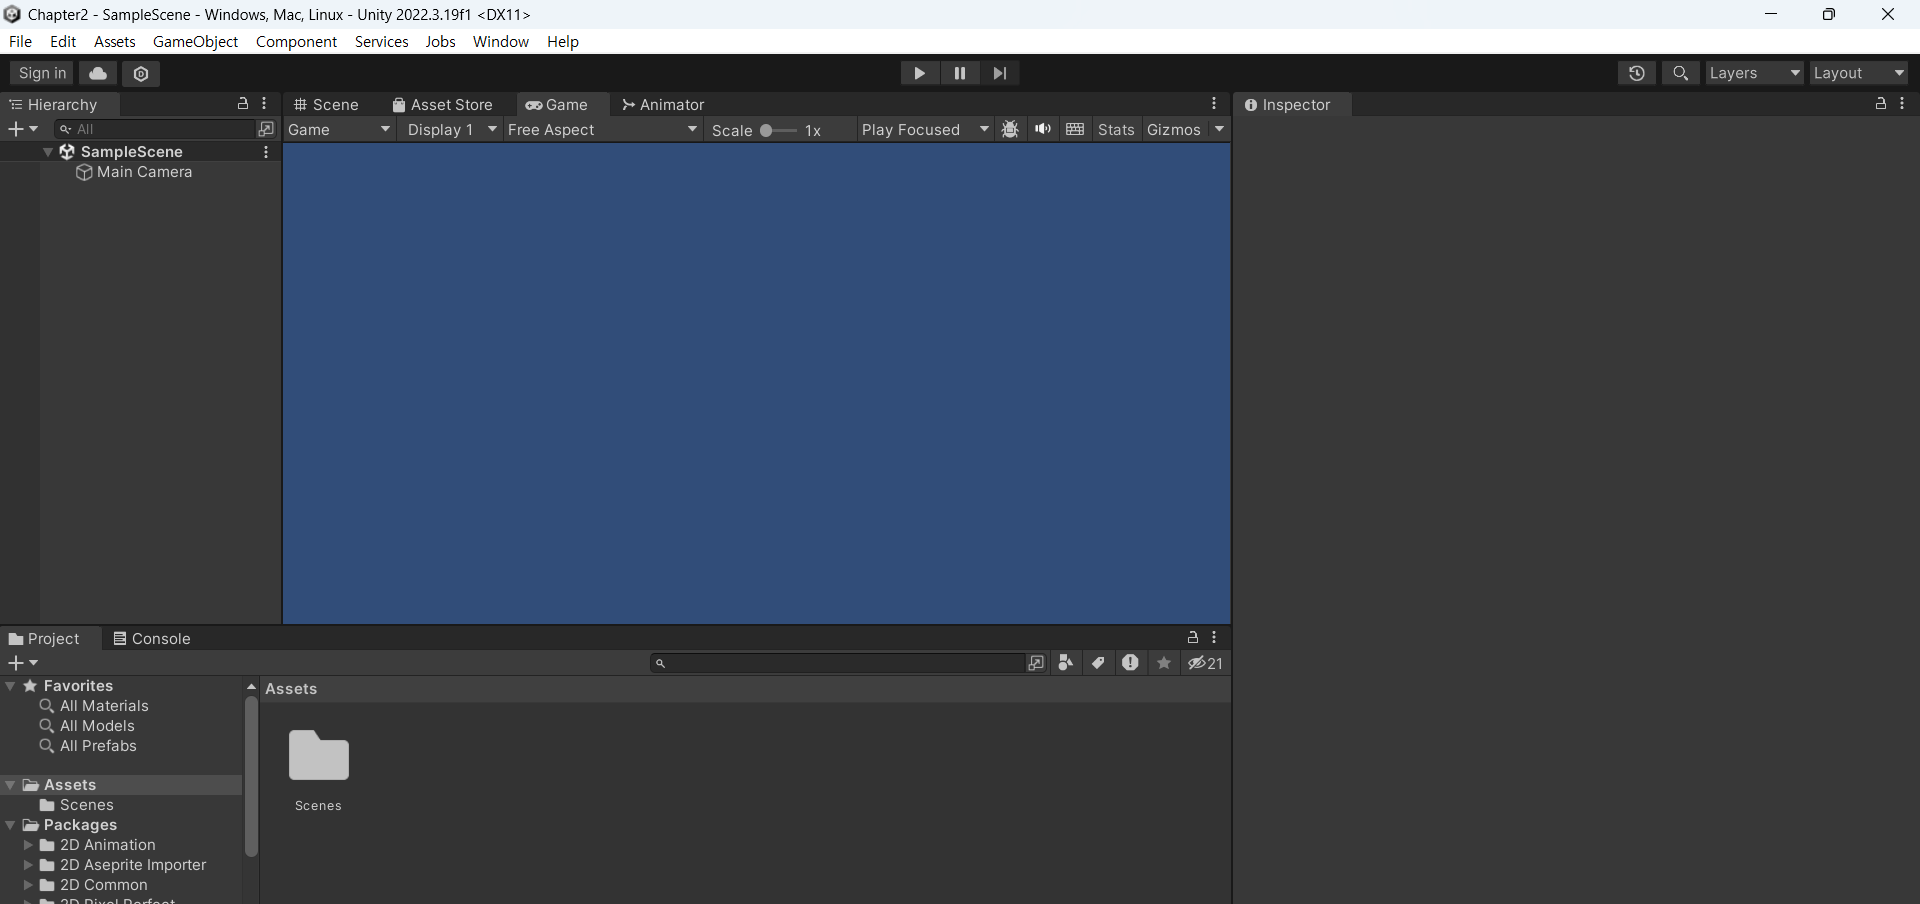 Chapter2 - SampleScene - Windows, Mac, Linux - Unity 2022.3.19f1 <DX11>
File Edit Assets GameObject Component Services Jobs Window Help
Sign in Layers Layout
Hierarchy
All
SampleScene
Main Camera
Scene Asset Store Game Animator
Game Display 1 Free Aspect Scale 1x Play Focused Stats Gizmos
Inspector
Project Console
21
Favorites
All Materials
All Models
All Prefabs
Assets
Scenes
Packages
2D Animation
2D Aseprite Importer
2D Common
2D Pixel Perfect
Assets
Scenes